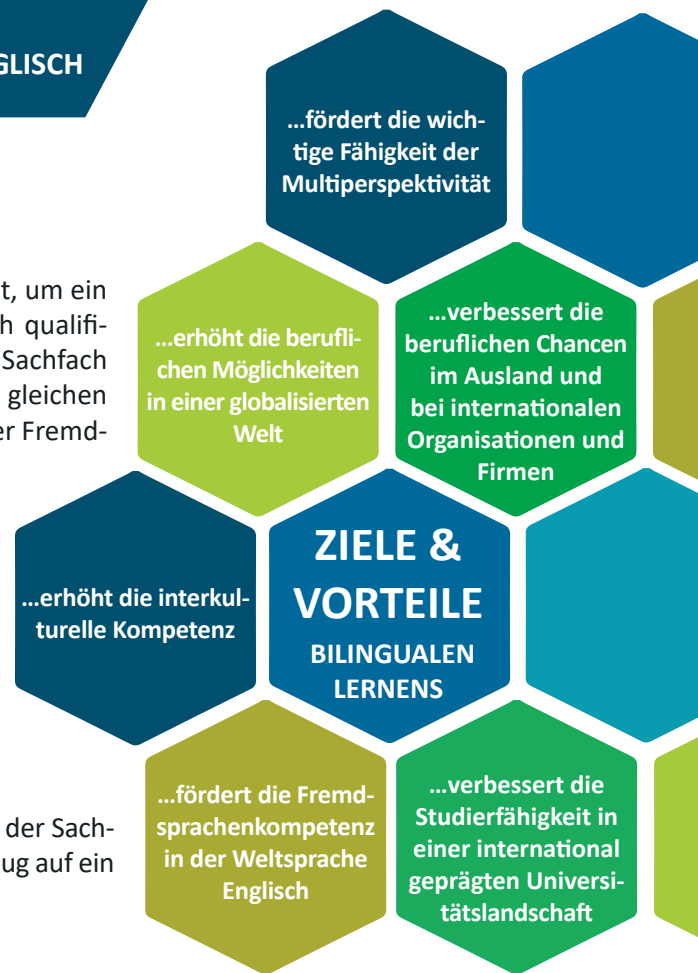 GLISCH
...fördert die wich-
tige Fähigkeit der
Multiperspektivität
t, um ein
h qualifi-
Sachfach
gleichen
er Fremd-
...erhöht die berufli-
chen Möglichkeiten
in einer globalisierten
Welt
...verbessert die
beruflichen Chancen
im Ausland und
bei internationalen
Organisationen und
Firmen
...erhöht die interkul-
turelle Kompetenz
ZIELE &
VORTEILE
BILINGUALEN
LERNENS
der Sach-
ug auf ein
...fördert die Fremd-
sprachenkompetenz
in der Weltsprache
Englisch
...verbessert die
Studierfähigkeit in
einer international
geprägten Universi-
tätslandschaft